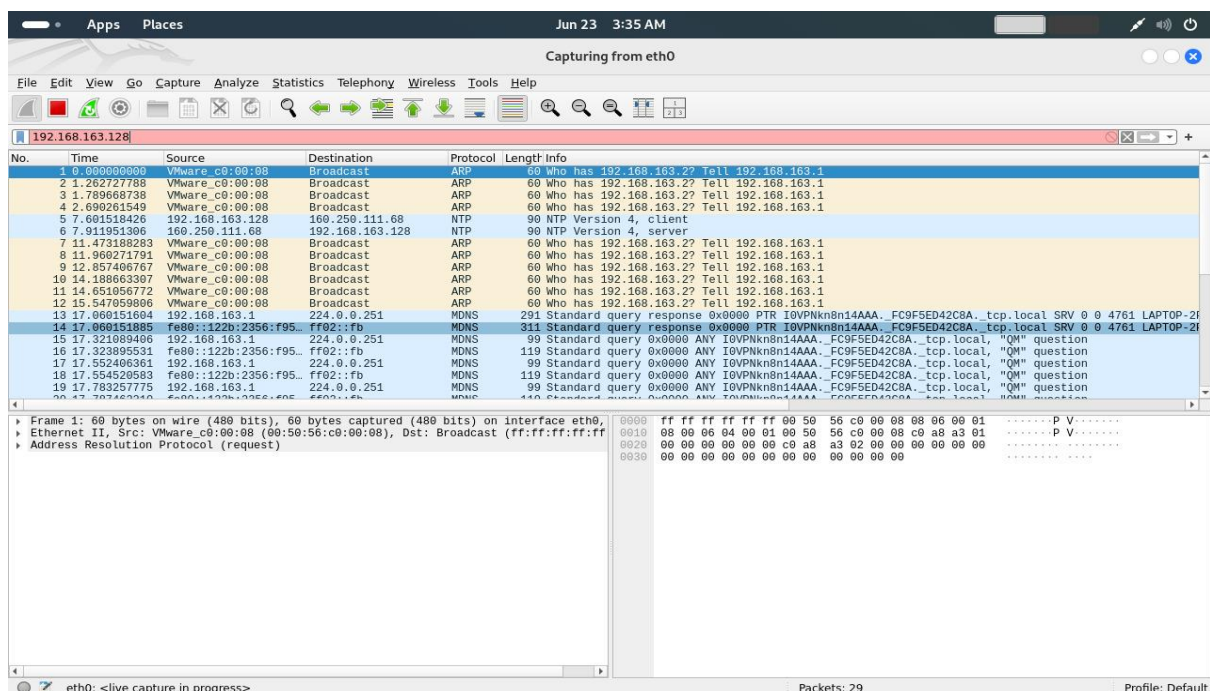 Apps Places Jun 23 3:35 AM
Capturing from eth0
File Edit View Go Capture Analyze Statistics Telephony Wireless Tools Help
192.168.163.128
No. Time Source Destination Protocol Length Info
1 0.000000000 VMware_c0:00:08 Broadcast ARP 60 Who has 192.168.163.2? Tell 192.168.163.1
2 1.262727788 VMware_c0:00:08 Broadcast ARP 60 Who has 192.168.163.2? Tell 192.168.163.1
3 1.789668738 VMware_c0:00:08 Broadcast ARP 60 Who has 192.168.163.2? Tell 192.168.163.1
4 2.690261549 VMware_c0:00:08 Broadcast ARP 60 Who has 192.168.163.2? Tell 192.168.163.1
5 7.601518426 192.168.163.128 160.250.111.68 NTP 90 NTP Version 4, client
6 7.911951306 160.250.111.68 192.168.163.128 NTP 90 NTP Version 4, server
7 11.473188283 VMware_c0:00:08 Broadcast ARP 60 Who has 192.168.163.2? Tell 192.168.163.1
8 11.960271791 VMware_c0:00:08 Broadcast ARP 60 Who has 192.168.163.2? Tell 192.168.163.1
9 12.857406767 VMware_c0:00:08 Broadcast ARP 60 Who has 192.168.163.2? Tell 192.168.163.1
10 14.188663307 VMware_c0:00:08 Broadcast ARP 60 Who has 192.168.163.2? Tell 192.168.163.1
11 14.651056772 VMware_c0:00:08 Broadcast ARP 60 Who has 192.168.163.2? Tell 192.168.163.1
12 15.547059806 VMware_c0:00:08 Broadcast ARP 60 Who has 192.168.163.2? Tell 192.168.163.1
13 17.060151604 192.168.163.1 224.0.0.251 MDNS 291 Standard query response 0x0000 PTR I0VPNkn8n14AAA._FC9F5ED42C8A._tcp.local SRV 0 0 4761 LAPTOP-2
14 17.060151885 fe80::122b:2356:f95… ff02::fb MDNS 311 Standard query response 0x0000 PTR I0VPNkn8n14AAA._FC9F5ED42C8A._tcp.local SRV 0 0 4761 LAPTOP-2
15 17.321089406 192.168.163.1 224.0.0.251 MDNS 99 Standard query 0x0000 ANY I0VPNkn8n14AAA._FC9F5ED42C8A._tcp.local, "QM" question
16 17.323895531 fe80::122b:2356:f95… ff02::fb MDNS 119 Standard query 0x0000 ANY I0VPNkn8n14AAA._FC9F5ED42C8A._tcp.local, "QM" question
17 17.552406361 192.168.163.1 224.0.0.251 MDNS 99 Standard query 0x0000 ANY I0VPNkn8n14AAA._FC9F5ED42C8A._tcp.local, "QM" question
18 17.554520583 fe80::122b:2356:f95… ff02::fb MDNS 119 Standard query 0x0000 ANY I0VPNkn8n14AAA._FC9F5ED42C8A._tcp.local, "QM" question
19 17.783257775 192.168.163.1 224.0.0.251 MDNS 99 Standard query 0x0000 ANY I0VPNkn8n14AAA._FC9F5ED42C8A._tcp.local, "QM" question
Frame 1: 60 bytes on wire (480 bits), 60 bytes captured (480 bits) on interface eth0,
Ethernet II, Src: VMware_c0:00:08 (00:50:56:c0:00:08), Dst: Broadcast (ff:ff:ff:ff:ff
Address Resolution Protocol (request)
0000 ff ff ff ff ff ff 00 50 56 c0 00 08 08 06 00 01 ·······P V·······
0010 08 00 06 04 00 01 00 50 56 c0 00 08 c0 a8 a3 01 ·······P V·······
0020 00 00 00 00 00 00 c0 a8 a3 02 00 00 00 00 00 00 ········ ········
0030 00 00 00 00 00 00 00 00 00 00 00 00 ········ ····
eth0: <live capture in progress> Packets: 29 Profile: Default